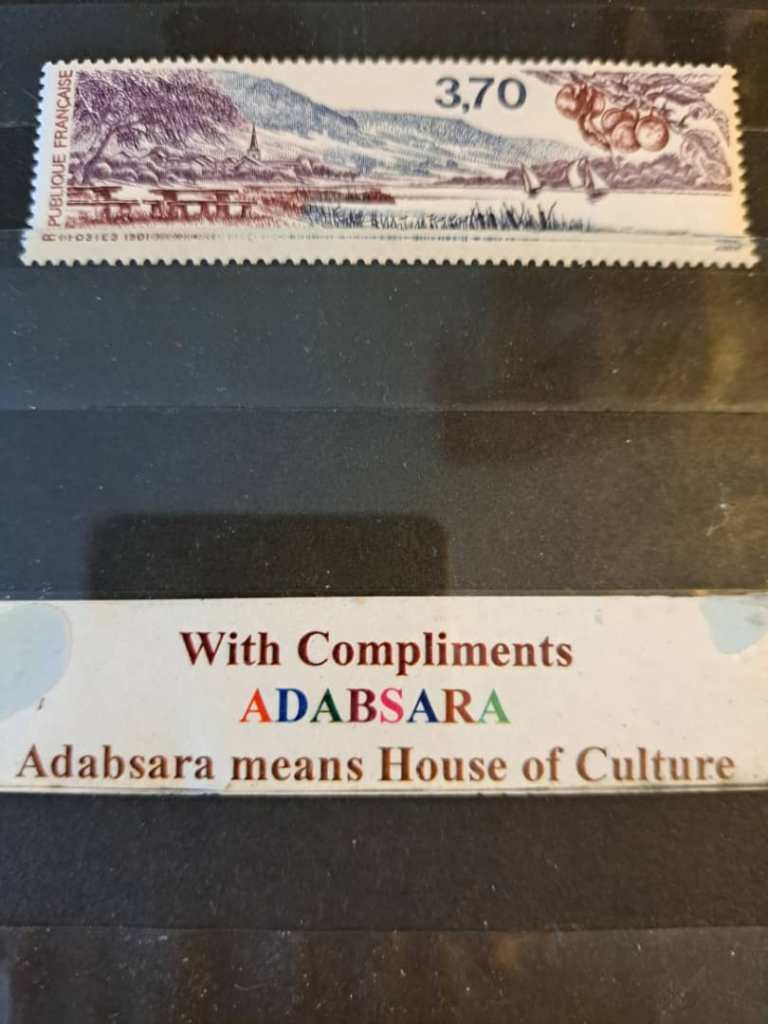 3,70
RÉPUBLIQUE FRANÇAISE
With Compliments
ADABSARA
Adabsara means House of Culture